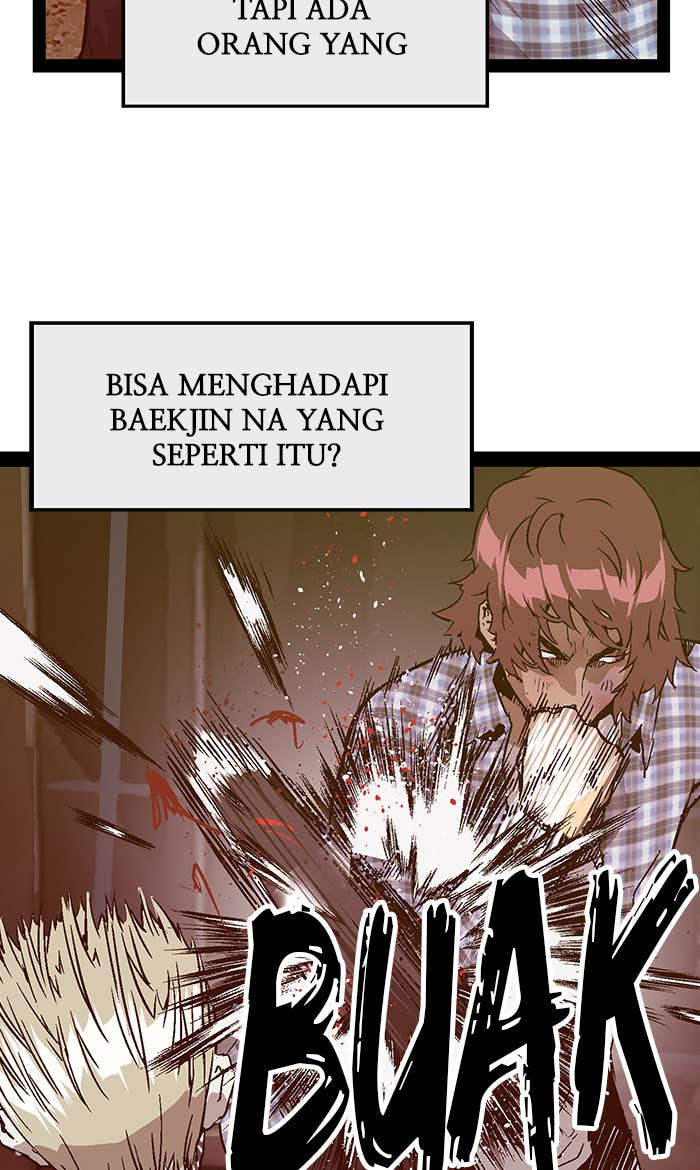 TAPI ADA
ORANG YANG
BISA MENGHADAPI
BAEKJIN NA YANG
SEPERTI ITU?
BUAK